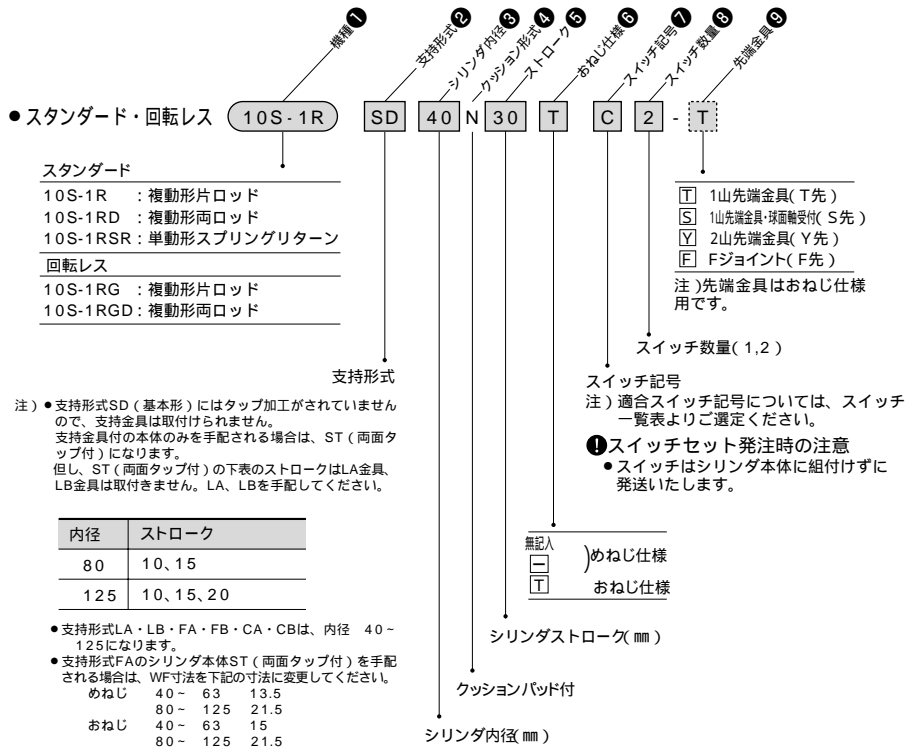 機種❶
支持形式❷
シリンダ内径❸
クッション形式❹
ストローク❺
おねじ仕様❻
スイッチ記号❼
スイッチ数量❽
先端金具❾
●スタンダード・回転レス 10S-1R SD 40 N 30 T C 2 - T
スタンダード
10S-1R :複動形片ロッド
10S-1RD :複動形両ロッド
10S-1RSR:単動形スプリングリターン
回転レス
10S-1RG :複動形片ロッド
10S-1RGD:複動形両ロッド
T 1山先端金具(T先)
S 1山先端金具・球面軸受付(S先)
Y 2山先端金具(Y先)
F Fジョイント(F先)
注)先端金具はおねじ仕様
用です。
スイッチ数量(1,2)
支持形式
スイッチ記号
注)適合スイッチ記号については、スイッチ
一覧表よりご選定ください。
!スイッチセット発注時の注意
●スイッチはシリンダ本体に組付けずに
発送いたします。
注)●支持形式SD(基本形)にはタップ加工がされていません
ので、支持金具は取付けられません。
支持金具付の本体のみを手配される場合は、ST(両面タ
ップ付)になります。
但し、ST(両面タップ付)の下表のストロークはLA金具、
LB金具は取付きません。LA、LBを手配してください。
内径 ストローク
80 10、15
125 10、15、20
無記入
ー )めねじ仕様
T おねじ仕様
●支持形式LA・LB・FA・FB・CA・CBは、内径 40~
125になります。
●支持形式FAのシリンダ本体ST(両面タップ付)を手配
される場合は、WF寸法を下記の寸法に変更してください。
めねじ 40~ 63 13.5
80~ 125 21.5
おねじ 40~ 63 15
80~ 125 21.5
シリンダストローク(㎜)
クッションパッド付
シリンダ内径(㎜)